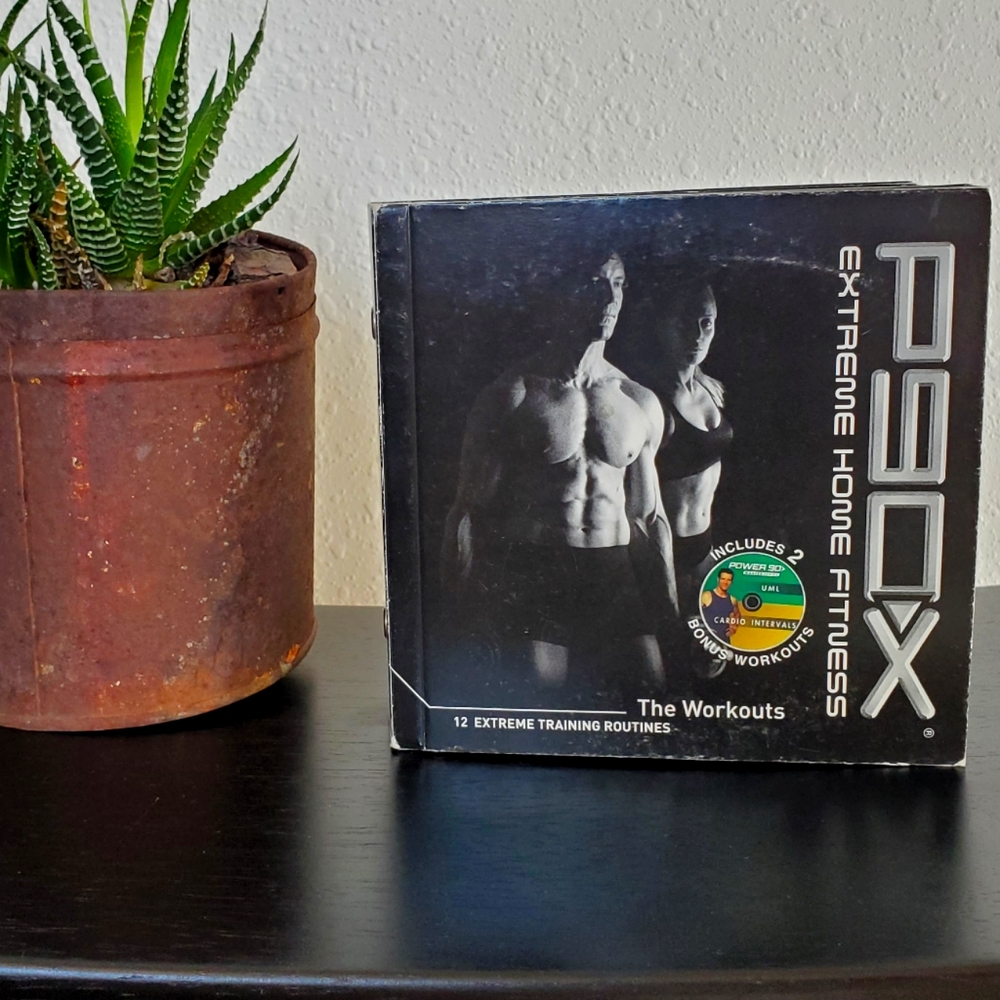 P90X
®
EXTREME HOME FITNESS
INCLUDES 2
POWER 90
UML
CARDIO INTERVALS
BONUS WORKOUTS
The Workouts
12 EXTREME TRAINING ROUTINES